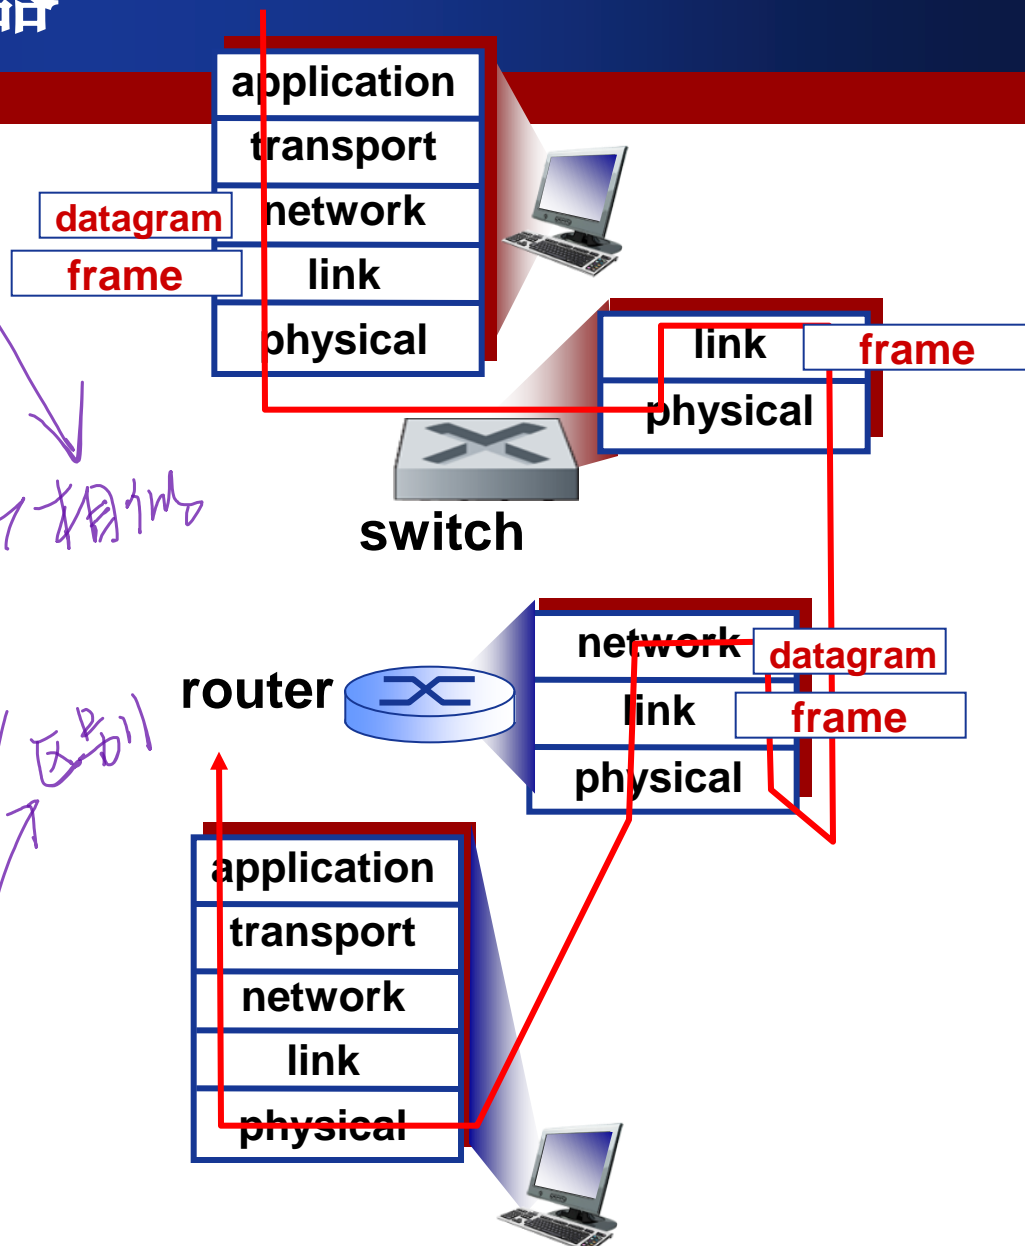 器
application
transport
network
link
physical
datagram
frame
link
physical
frame
switch
相似
network
link
physical
datagram
frame
router
区别
application
transport
network
link
physical